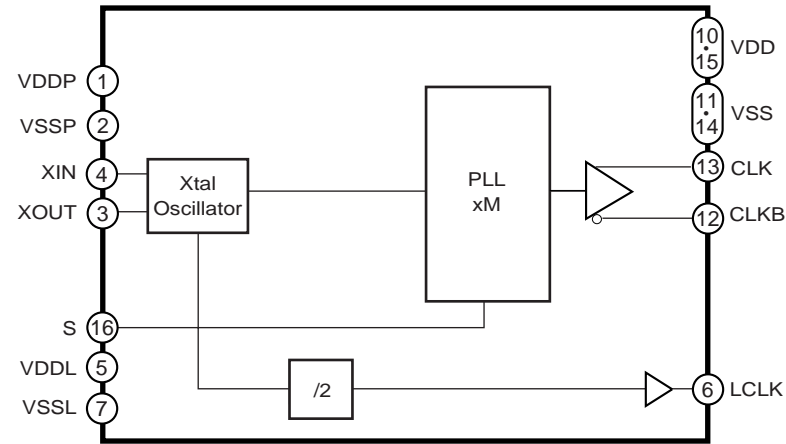 VDDP 1
VSSP 2
XIN 4
XOUT 3
S 16
VDDL 5
VSSL 7
Xtal
Oscillator
PLL
xM
/2
10
15
VDD
11
14
VSS
13 CLK
12 CLKB
6 LCLK